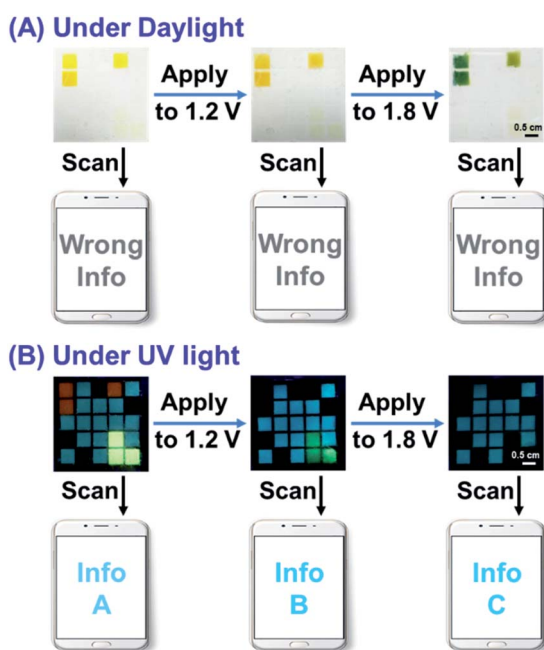 (A) Under Daylight
Apply
to 1.2 V
Apply
to 1.8 V
0.5 cm
Scan
Scan
Scan
Wrong
Info
Wrong
Info
Wrong
Info
(B) Under UV light
Apply
to 1.2 V
Apply
to 1.8 V
0.5 cm
Scan
Scan
Scan
Info
A
Info
B
Info
C